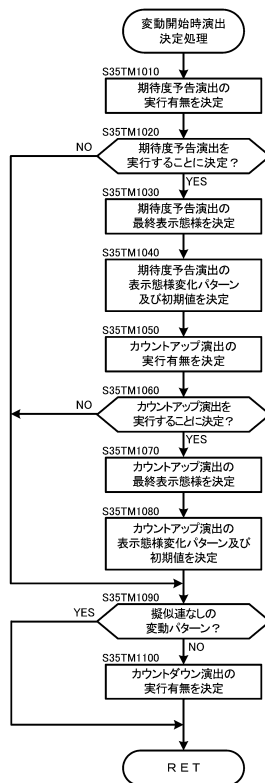 変動開始時演出
決定処理
S35TM1010
期待度予告演出の
実行有無を決定
S35TM1020
NO
期待度予告演出を
実行することに決定？
YES
S35TM1030
期待度予告演出の
最終表示態様を決定
S35TM1040
期待度予告演出の
表示態様変化パターン
及び初期値を決定
S35TM1050
カウントアップ演出の
実行有無を決定
S35TM1060
NO
カウントアップ演出を
実行することに決定？
YES
S35TM1070
カウントアップ演出の
最終表示態様を決定
S35TM1080
カウントアップ演出の
表示態様変化パターン及び
初期値を決定
S35TM1090
YES
擬似連なしの
変動パターン？
NO
S35TM1100
カウントダウン演出の
実行有無を決定
ＲＥＴ